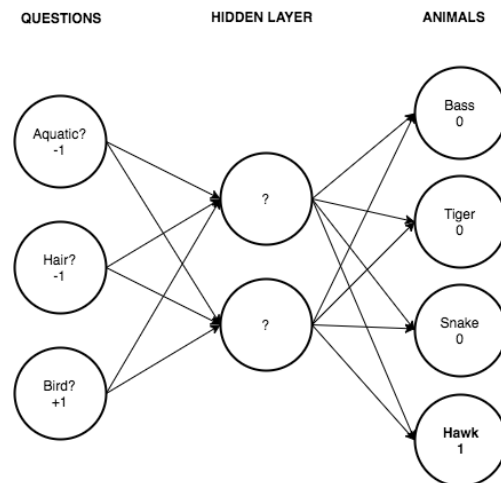 QUESTIONS
HIDDEN LAYER
ANIMALS
Aquatic?
-1
Hair?
-1
Bird?
+1
?
?
Bass
0
Tiger
0
Snake
0
Hawk
1